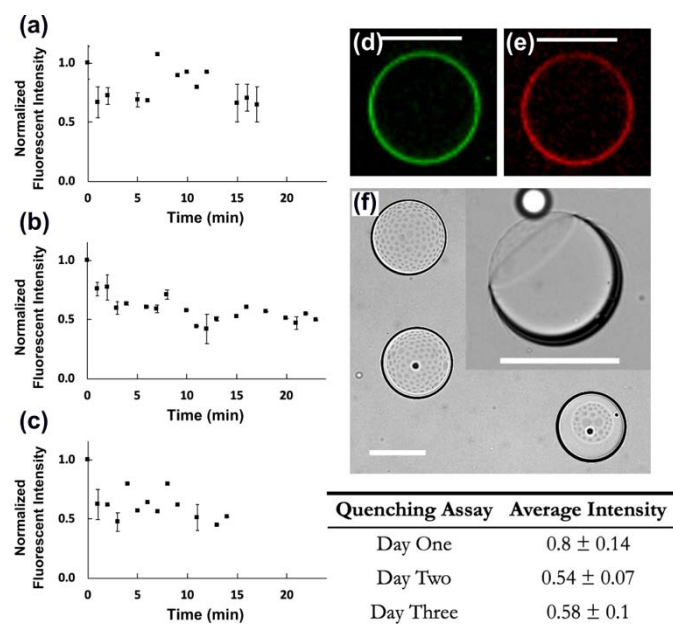 (a)
Normalized
Fluorescent Intensity
1.0
0.5
0.0
0 5 10 15 20
Time (min)
(b)
Normalized
Fluorescent Intensity
1.0
0.5
0.0
0 5 10 15 20
Time (min)
(c)
Normalized
Fluorescent Intensity
1.0
0.5
0.0
0 5 10 15 20
Time (min)
(d)
(e)
(f)
Quenching Assay Average Intensity
Day One 0.8 ± 0.14
Day Two 0.54 ± 0.07
Day Three 0.58 ± 0.1